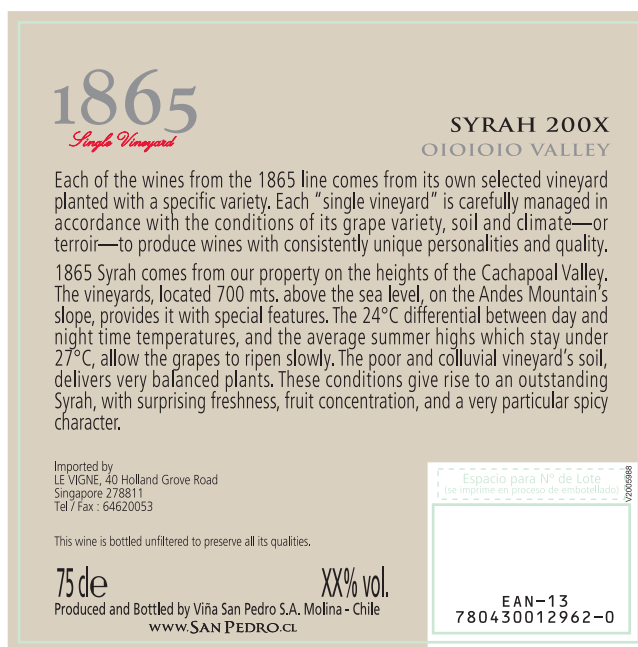 1865
Single Vineyard
SYRAH 200X
OIOIOIO VALLEY
Each of the wines from the 1865 line comes from its own selected vineyard
planted with a specific variety. Each “single vineyard” is carefully managed in
accordance with the conditions of its grape variety, soil and climate—or
terroir—to produce wines with consistently unique personalities and quality.
1865 Syrah comes from our property on the heights of the Cachapoal Valley.
The vineyards, located 700 mts. above the sea level, on the Andes Mountain’s
slope, provides it with special features. The 24°C differential between day and
night time temperatures, and the average summer highs which stay under
27°C, allow the grapes to ripen slowly. The poor and colluvial vineyard’s soil,
delivers very balanced plants. These conditions give rise to an outstanding
Syrah, with surprising freshness, fruit concentration, and a very particular spicy
character.
Imported by
LE VIGNE, 40 Holland Grove Road
Singapore 278811
Tel / Fax : 64620053
This wine is bottled unfiltered to preserve all its qualities.
75 cle XX% vol.
Produced and Bottled by Viña San Pedro S.A. Molina - Chile
WWW.SAN PEDRO.CL
Espacio para Nº de Lote
(se imprime en proceso de embotellado)
V2005988
EAN-13
780430012962-0